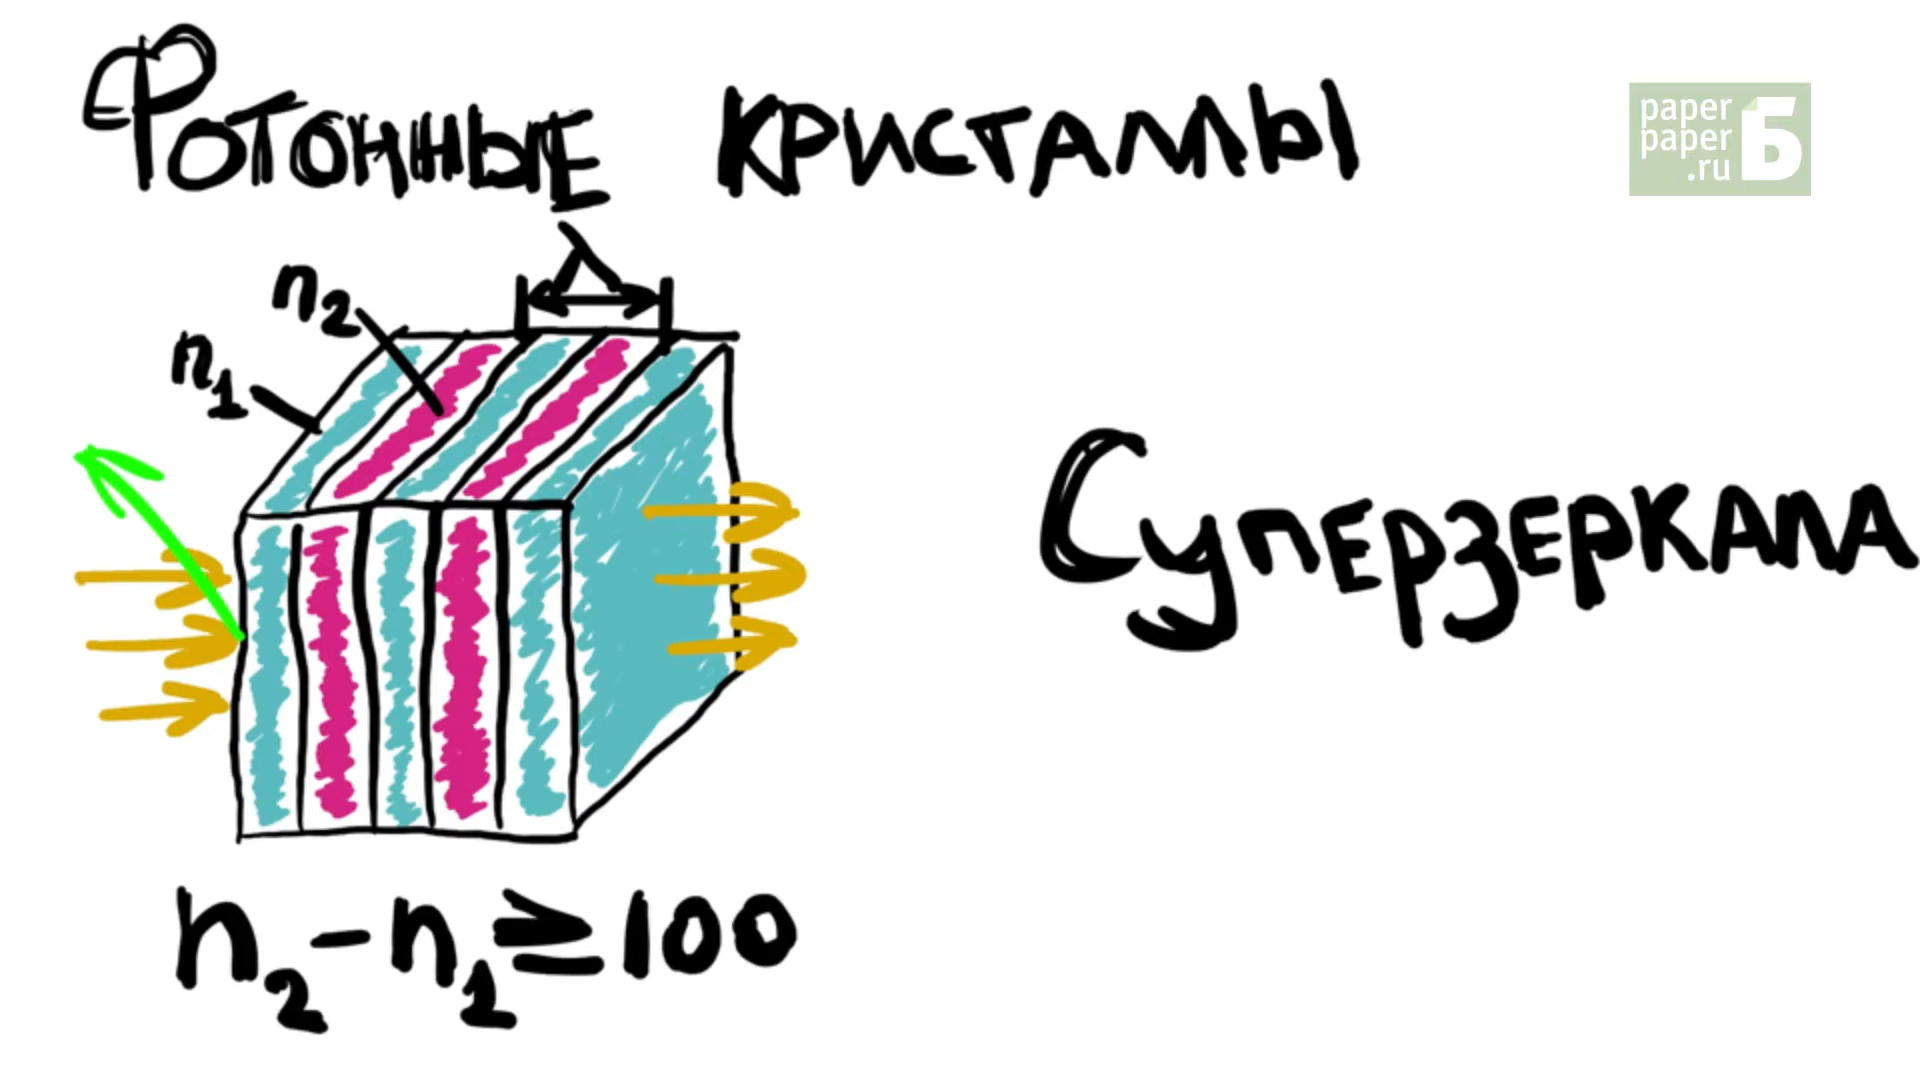 Фотонные кристаллы
paper
paper
.ru Б
λ
n2
n1
Суперзеркала
n2 - n1 ≥ 100